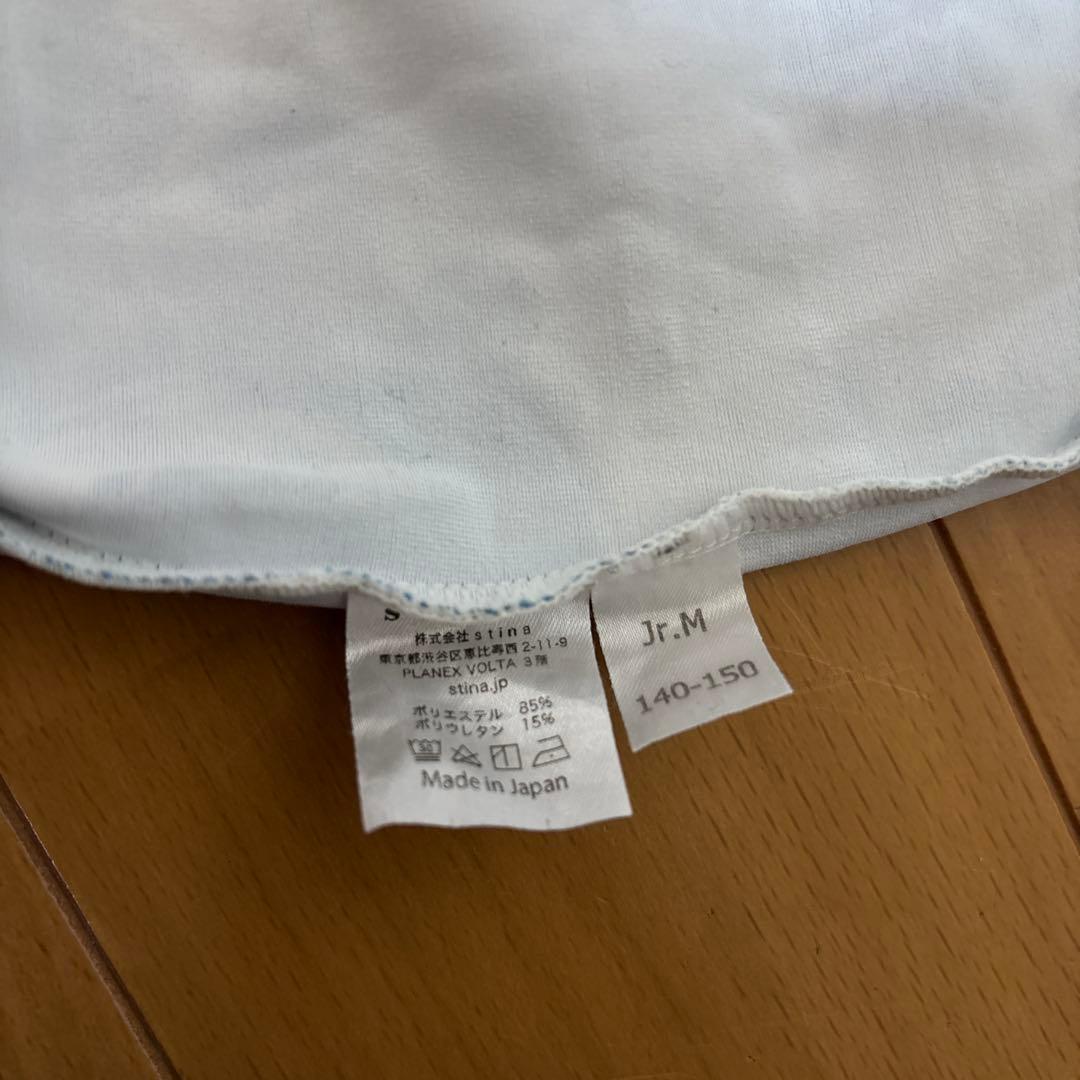 S
株式会社stina
東京都渋谷区恵比寿西2-11-9
PLANEX VOLTA 3階
stina.jp
ポリエステル 85%
ポリウレタン 15%
Made in Japan
Jr.M
140-150